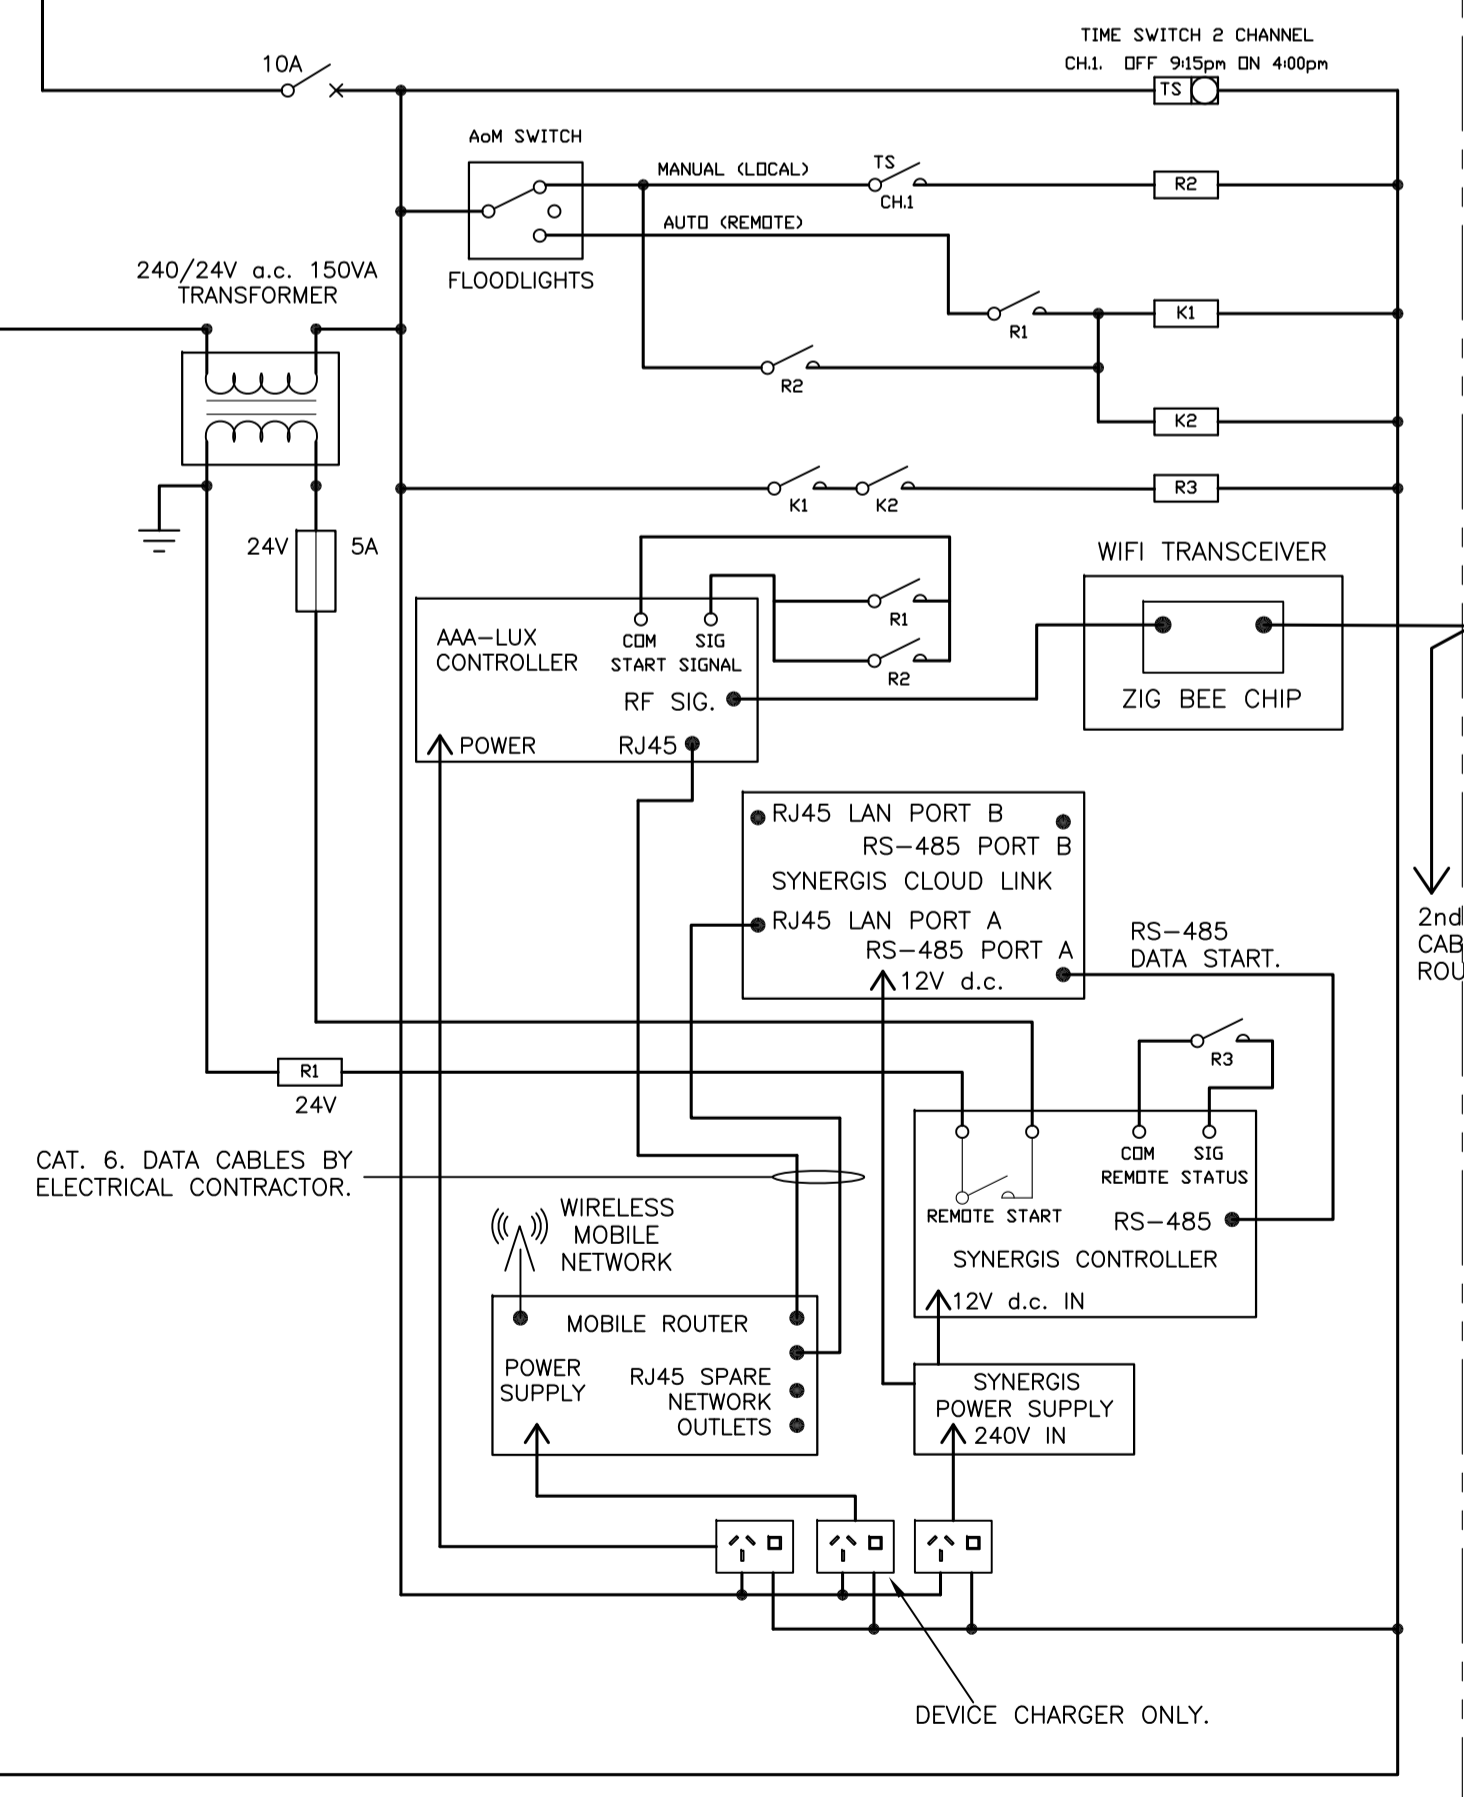 TIME SWITCH 2 CHANNEL
CH.1. OFF 9:15pm ON 4:00pm
10A
TS
AoM SWITCH
MANUAL (LOCAL)
TS
CH.1
R2
AUTO (REMOTE)
FLOODLIGHTS
240/24V a.c. 150VA
TRANSFORMER
R1
K1
R2
K2
K1
K2
R3
24V
5A
WIFI TRANSCEIVER
ZIG BEE CHIP
AAA-LUX
CONTROLLER
COM
SIG
START SIGNAL
R1
R2
RF SIG.
POWER
RJ45
RJ45 LAN PORT B
RS-485 PORT B
SYNERGIS CLOUD LINK
RJ45 LAN PORT A
RS-485 PORT A
12V d.c.
RS-485
DATA START.
2nd
CAB
ROU
R1
24V
R3
COM
SIG
REMOTE STATUS
REMOTE START
RS-485
SYNERGIS CONTROLLER
12V d.c. IN
CAT. 6. DATA CABLES BY
ELECTRICAL CONTRACTOR.
WIRELESS
MOBILE
NETWORK
MOBILE ROUTER
POWER
SUPPLY
RJ45 SPARE
NETWORK
OUTLETS
SYNERGIS
POWER SUPPLY
240V IN
DEVICE CHARGER ONLY.